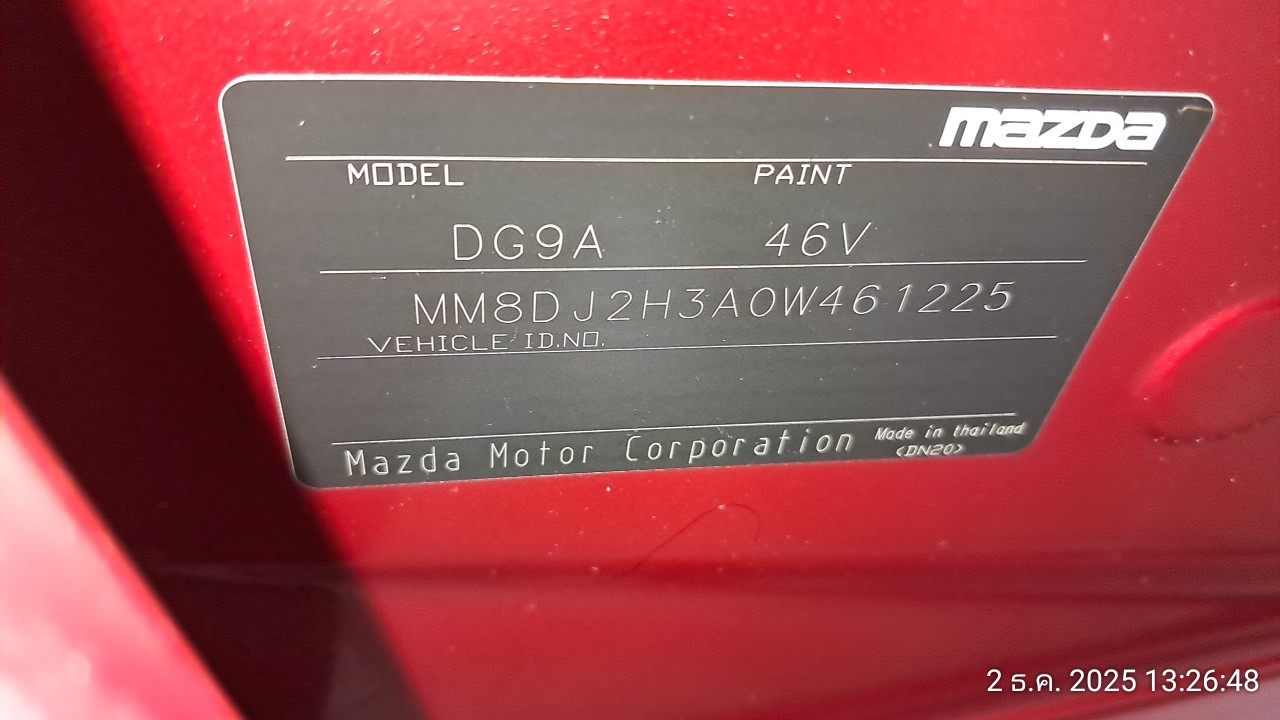 mazda
MODEL PAINT
DG9A 46V
MM8DJ2H3A0W461225
VEHICLE ID.NO.
Mazda Motor Corporation Made in thailand
<DN20>
2 ธ.ค. 2025 13:26:48